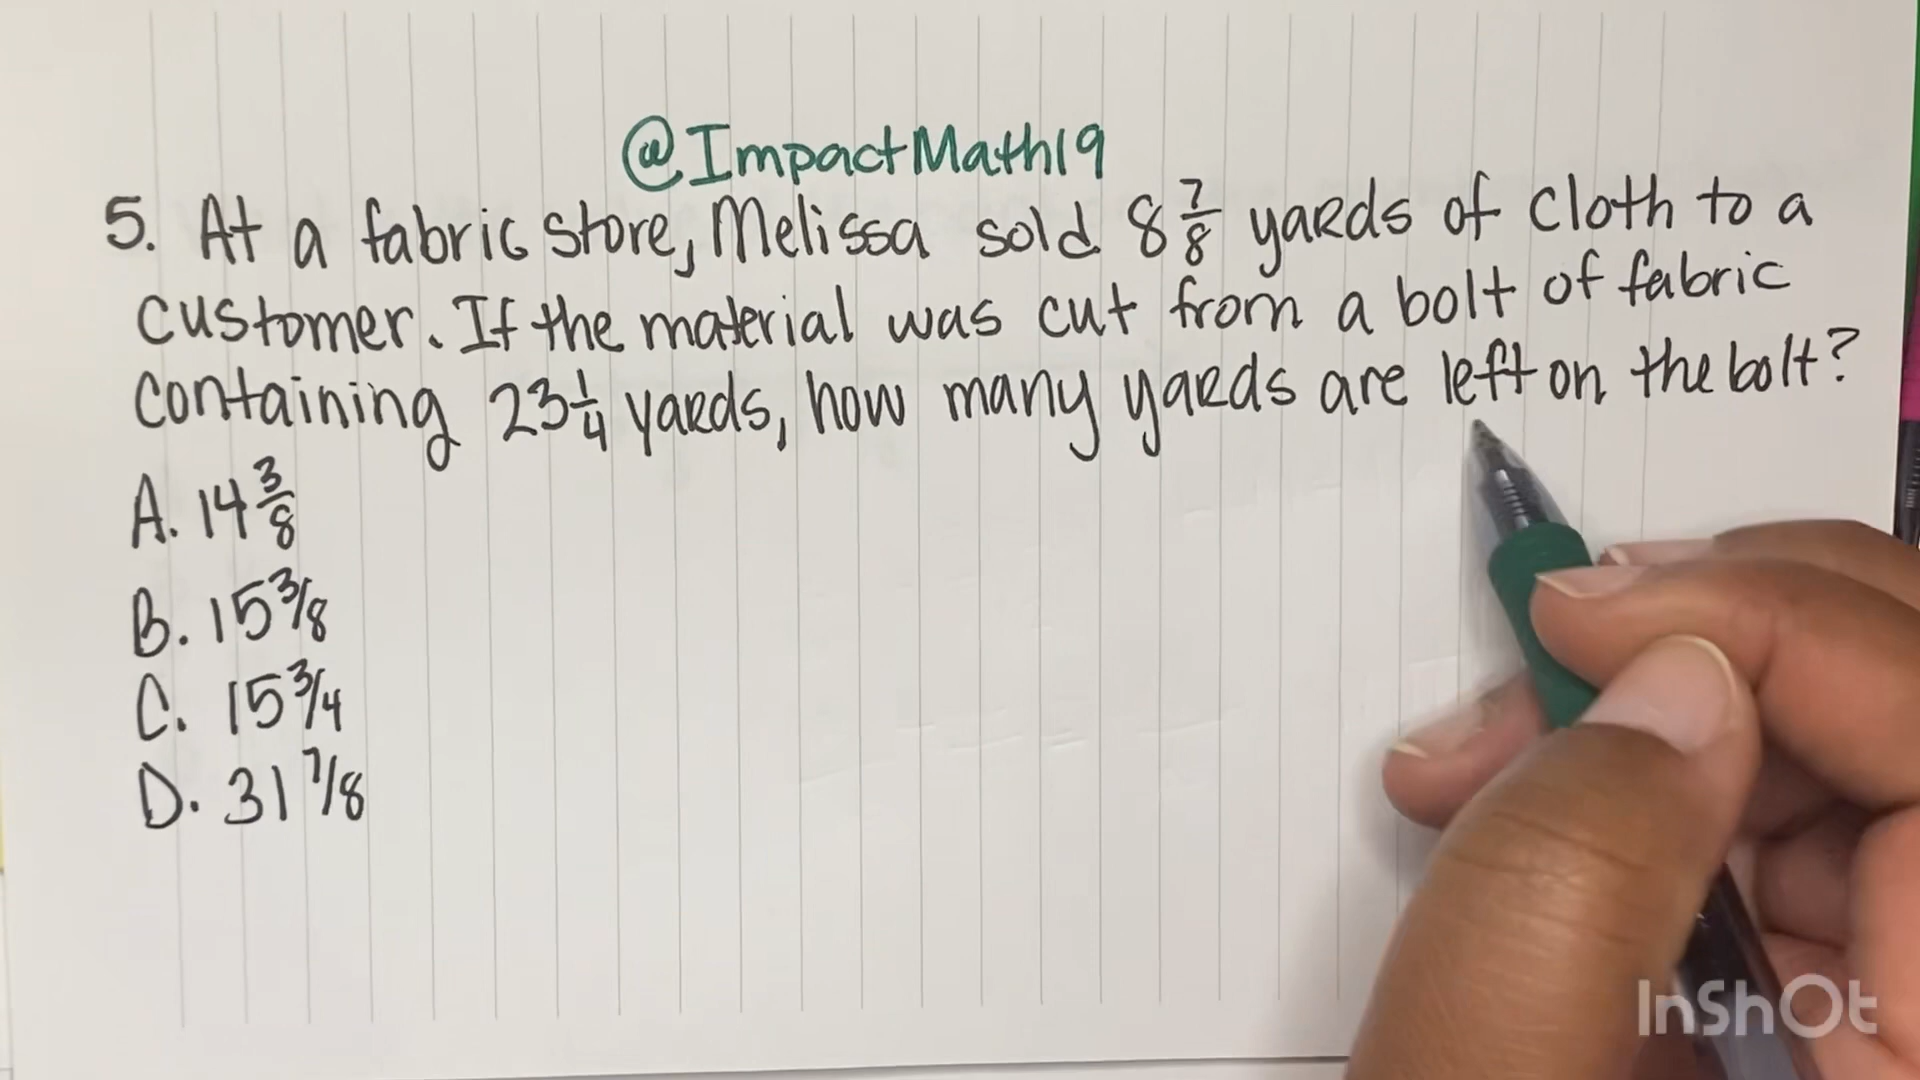 @ImpactMath19
5. At a fabric store, Melissa sold 8 7/8 yards of cloth to a
customer. If the material was cut from a bolt of fabric
containing 23 1/4 yards, how many yards are left on the bolt?
A. 14 3/8
B. 15 3/8
C. 15 3/4
D. 31 7/8
InShOt